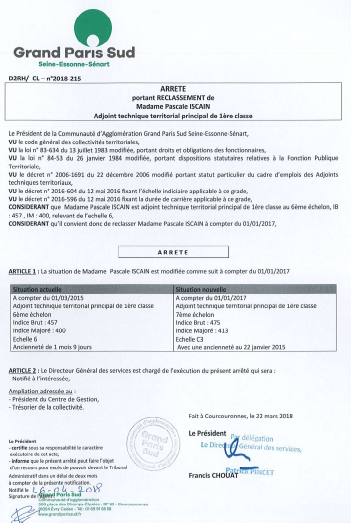 Grand Paris Sud
Seine-Essonne-Sénart
D2RH/ CL – n°2018-215
ARRETE
portant RECLASSEMENT de
Madame Pascale ISCAIN
Adjoint technique territorial principal de 1ère classe
Le Président de la Communauté d'Agglomération Grand Paris Sud Seine-Essonne-Sénart,
VU le code général des collectivités territoriales,
VU la loi n° 83-634 du 13 juillet 1983 modifiée, portant droits et obligations des fonctionnaires,
VU la loi n° 84-53 du 26 janvier 1984 modifiée, portant dispositions statutaires relatives à la Fonction Publique
Territoriale,
VU le décret n° 2006-1691 du 22 décembre 2006 modifié portant statut particulier du cadre d'emplois des Adjoints
techniques territoriaux,
VU le décret n° 2016-604 du 12 mai 2016 fixant l'échelle indiciaire applicable à ce grade,
VU le décret n° 2016-596 du 12 mai 2016 fixant la durée de carrière applicable à ce grade,
CONSIDERANT que Madame Pascale ISCAIN est adjoint technique territorial principal de 1ère classe au 6ème échelon, IB
: 457 , IM : 400, relevant de l'echelle 6,
CONSIDERANT qu'il convient donc de reclasser Madame Pascale ISCAIN à compter du 01/01/2017,
A R R E T E
ARTICLE 1 : La situation de Madame Pascale ISCAIN est modifiée comme suit à compter du 01/01/2017
Situation actuelle Situation nouvelle
A compter du 01/03/2015 A compter du 01/01/2017
Adjoint technique territorial principal de 1ère classe Adjoint technique territorial principal de 1ère classe
6ème échelon 7ème échelon
Indice Brut : 457 Indice Brut : 475
Indice Majoré : 400 Indice Majoré : 413
Echelle 6 Echelle C3
Ancienneté de 1 mois 9 jours Avec une ancienneté au 22 janvier 2015
ARTICLE 2 : Le Directeur Général des services est chargé de l'exécution du présent arrêté qui sera :
Notifié à l'intéressée,
Ampliation adressée au :
- Président du Centre de Gestion,
- Trésorier de la collectivité.
Fait à Courcouronnes, le 22 mars 2018
Le Président
Par délégation
Le Directeur Général des services,
Patrick PINCET
Francis CHOUAT
Le Président
- certifie sous sa responsabilité le caractère
exécutoire de cet acte,
- informe que le présent arrêté peut faire l'objet
d'un recours pour excès de pouvoir devant le Tribunal
Administratif dans un délai de deux mois
à compter de la présente notification.
Notifié le 16-04-2018
Signature de l'agent
Grand Paris Sud
Communauté d'agglomération
www.grandparissud.fr